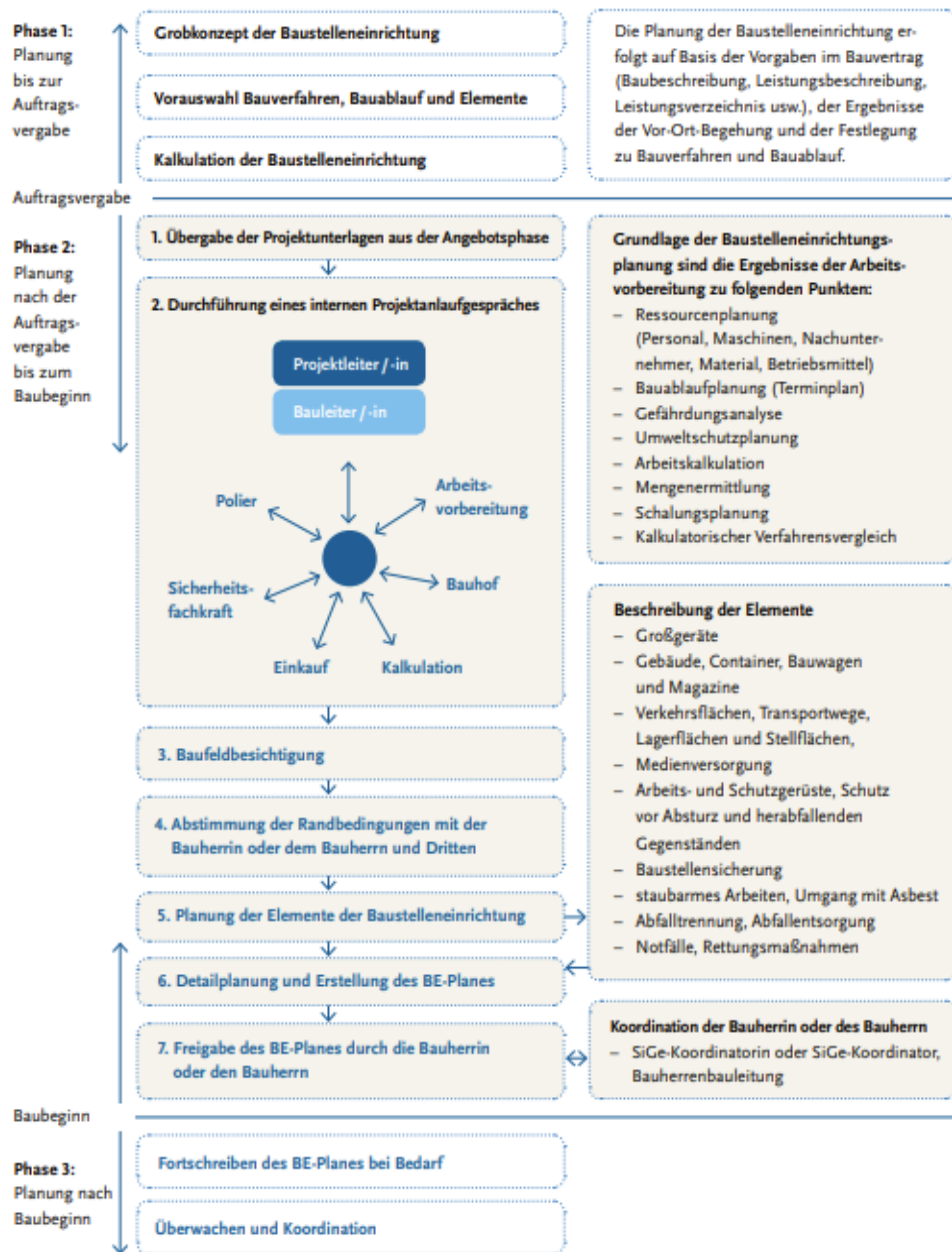 Phase 1:
Planung
bis zur
Auftrags-
vergabe
Grobkonzept der Baustelleneinrichtung
Vorauswahl Bauverfahren, Bauablauf und Elemente
Kalkulation der Baustelleneinrichtung
Die Planung der Baustelleneinrichtung er-
folgt auf Basis der Vorgaben im Bauvertrag
(Baubeschreibung, Leistungsbeschreibung,
Leistungsverzeichnis usw.), der Ergebnisse
der Vor-Ort-Begehung und der Festlegung
zu Bauverfahren und Bauablauf.
Auftragsvergabe
Phase 2:
Planung
nach der
Auftrags-
vergabe
bis zum
Baubeginn
1. Übergabe der Projektunterlagen aus der Angebotsphase
2. Durchführung eines internen Projektanlaufgespräches
Projektleiter/-in
Bauleiter/-in
Polier
Arbeits-
vorbereitung
Sicherheits-
fachkraft
Bauhof
Einkauf
Kalkulation
Grundlage der Baustelleneinrichtungs-
planung sind die Ergebnisse der Arbeits-
vorbereitung zu folgenden Punkten:
– Ressourcenplanung
(Personal, Maschinen, Nachunter-
nehmer, Material, Betriebsmittel)
– Bauablaufplanung (Terminplan)
– Gefährdungsanalyse
– Umweltschutzplanung
– Arbeitskalkulation
– Mengenermittlung
– Schalungsplanung
– Kalkulatorischer Verfahrensvergleich
3. Baufeldbesichtigung
4. Abstimmung der Randbedingungen mit der
Bauherrin oder dem Bauherrn und Dritten
5. Planung der Elemente der Baustelleneinrichtung
6. Detailplanung und Erstellung des BE-Planes
7. Freigabe des BE-Planes durch die Bauherrin
oder den Bauherrn
Beschreibung der Elemente
– Großgeräte
– Gebäude, Container, Bauwagen
und Magazine
– Verkehrsflächen, Transportwege,
Lagerflächen und Stellflächen,
– Medienversorgung
– Arbeits- und Schutzgerüste, Schutz
vor Absturz und herabfallenden
Gegenständen
– Baustellensicherung
– staubarmes Arbeiten, Umgang mit Asbest
– Abfalltrennung, Abfallentsorgung
– Notfälle, Rettungsmaßnahmen
Koordination der Bauherrin oder des Bauherrn
– SiGe-Koordinatorin oder SiGe-Koordinator,
Bauherrenbauleitung
Baubeginn
Phase 3:
Planung nach
Baubeginn
Fortschreiben des BE-Planes bei Bedarf
Überwachen und Koordination